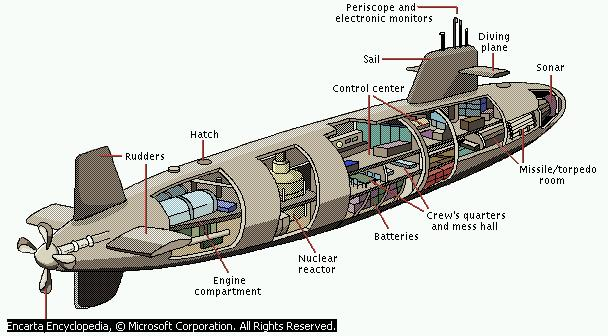 Periscope and
electronic monitors
Diving
plane
Sail
Sonar
Control center
Hatch
Rudders
Missile/torpedo
room
Crew's quarters
and mess hall
Batteries
Nuclear
reactor
Engine
compartment
Encarta Encyclopedia, © Microsoft Corporation. All Rights Reserved.